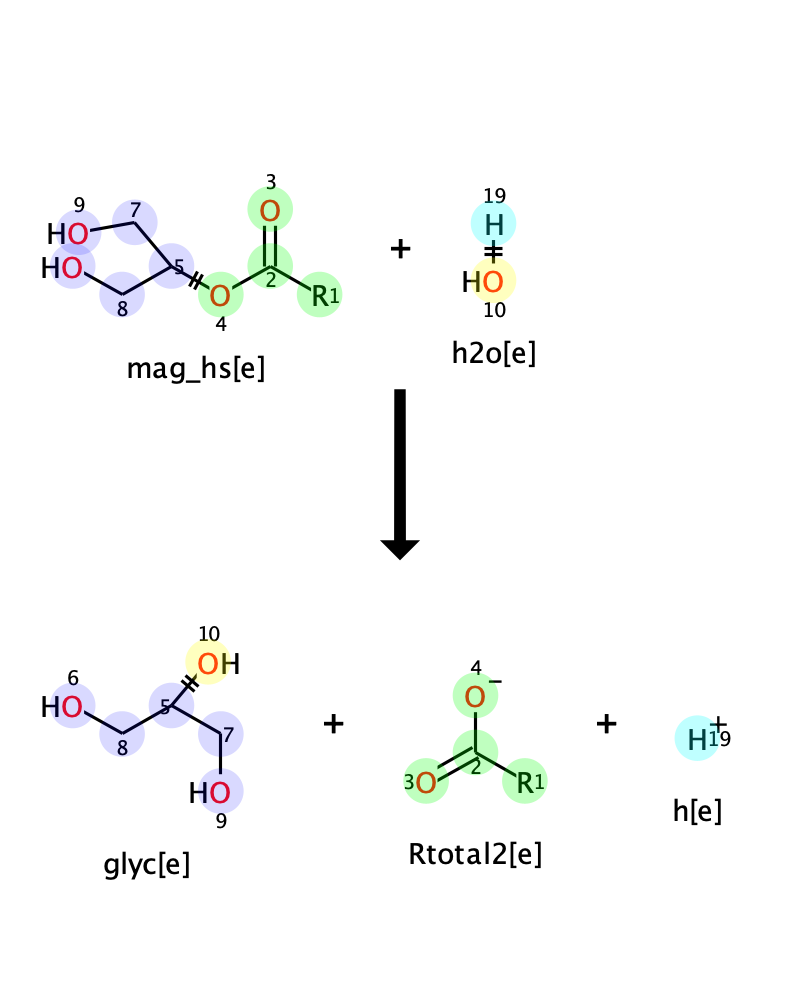 3
19
9 7
HO O H
+
HO 5 2 HO
O R1
8 4 10
mag_hs[e]
h2o[e]
10
OH
6 4
HO 5 O −
+ + H 19 +
8 7 2
HO 3O R1
9
glyc[e]
Rtotal2[e]
h[e]